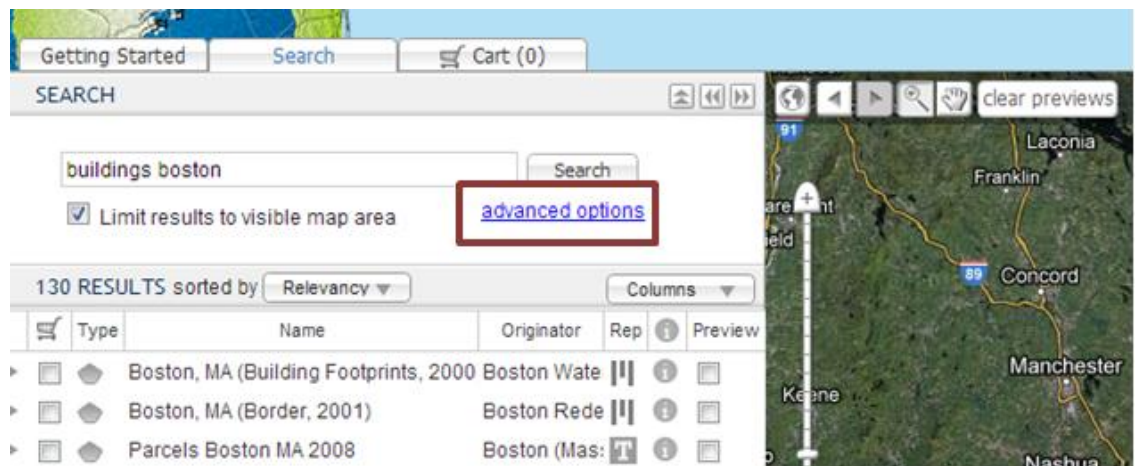 Getting Started Search Cart (0)
SEARCH
clear previews
buildings boston Search
Limit results to visible map area advanced options
130 RESULTS sorted by Relevancy Columns
Type Name Originator Rep Preview
Boston, MA (Building Footprints, 2000 Boston Wate
Boston, MA (Border, 2001) Boston Rede
Parcels Boston MA 2008 Boston (Mas: T
91
Laconia
Franklin
89
Concord
Manchester
Keene
Nashua